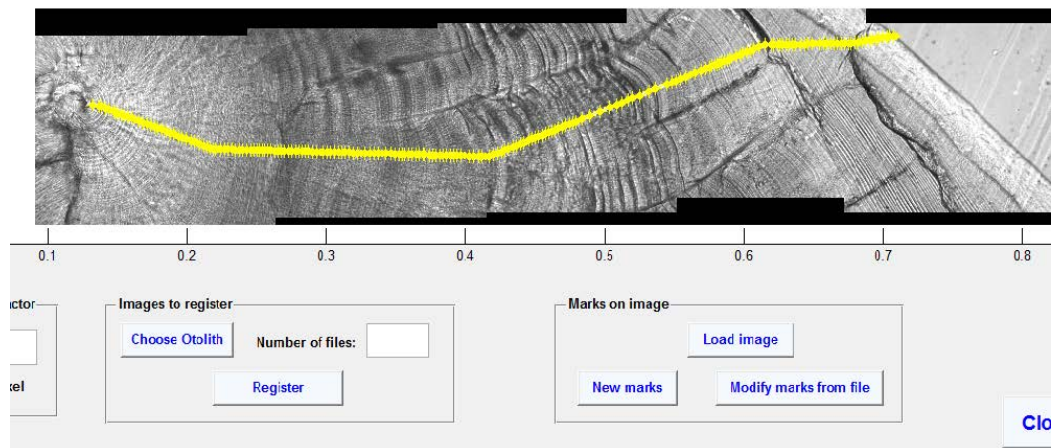 0.1 0.2 0.3 0.4 0.5 0.6 0.7 0.8
Images to register
Choose Otolith
Number of files:
Register
Marks on image
Load image
New marks
Modify marks from file